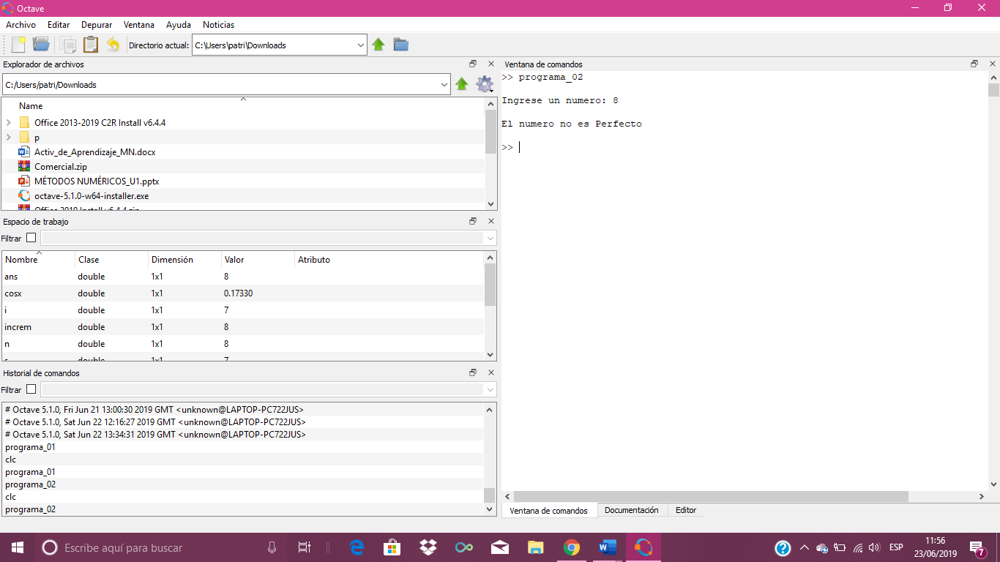 Octave
Archivo Editar Depurar Ventana Ayuda Noticias
Directorio actual: C:\Users\patri\Downloads
Explorador de archivos
C:/Users/patri/Downloads
Name
Office 2013-2019 C2R Install v6.4.4
p
Activ_de_Aprendizaje_MN.docx
Comercial.zip
MÉTODOS NUMÉRICOS_U1.pptx
octave-5.1.0-w64-installer.exe
Office 2019 Install v6.4.4.zip
Espacio de trabajo
Filtrar
Nombre Clase Dimensión Valor Atributo
ans double 1x1 8
cosx double 1x1 0.17330
i double 1x1 7
increm double 1x1 8
n double 1x1 8
s double 1x1 7
Historial de comandos
Filtrar
# Octave 5.1.0, Fri Jun 21 13:00:30 2019 GMT <unknown@LAPTOP-PC722JUS>
# Octave 5.1.0, Sat Jun 22 12:16:27 2019 GMT <unknown@LAPTOP-PC722JUS>
# Octave 5.1.0, Sat Jun 22 13:34:31 2019 GMT <unknown@LAPTOP-PC722JUS>
programa_01
clc
programa_01
programa_02
clc
programa_02
Ventana de comandos
>> programa_02
Ingrese un numero: 8
El numero no es Perfecto
>>
Ventana de comandos Documentación Editor
Escribe aquí para buscar
ESP
11:56
23/06/2019
7